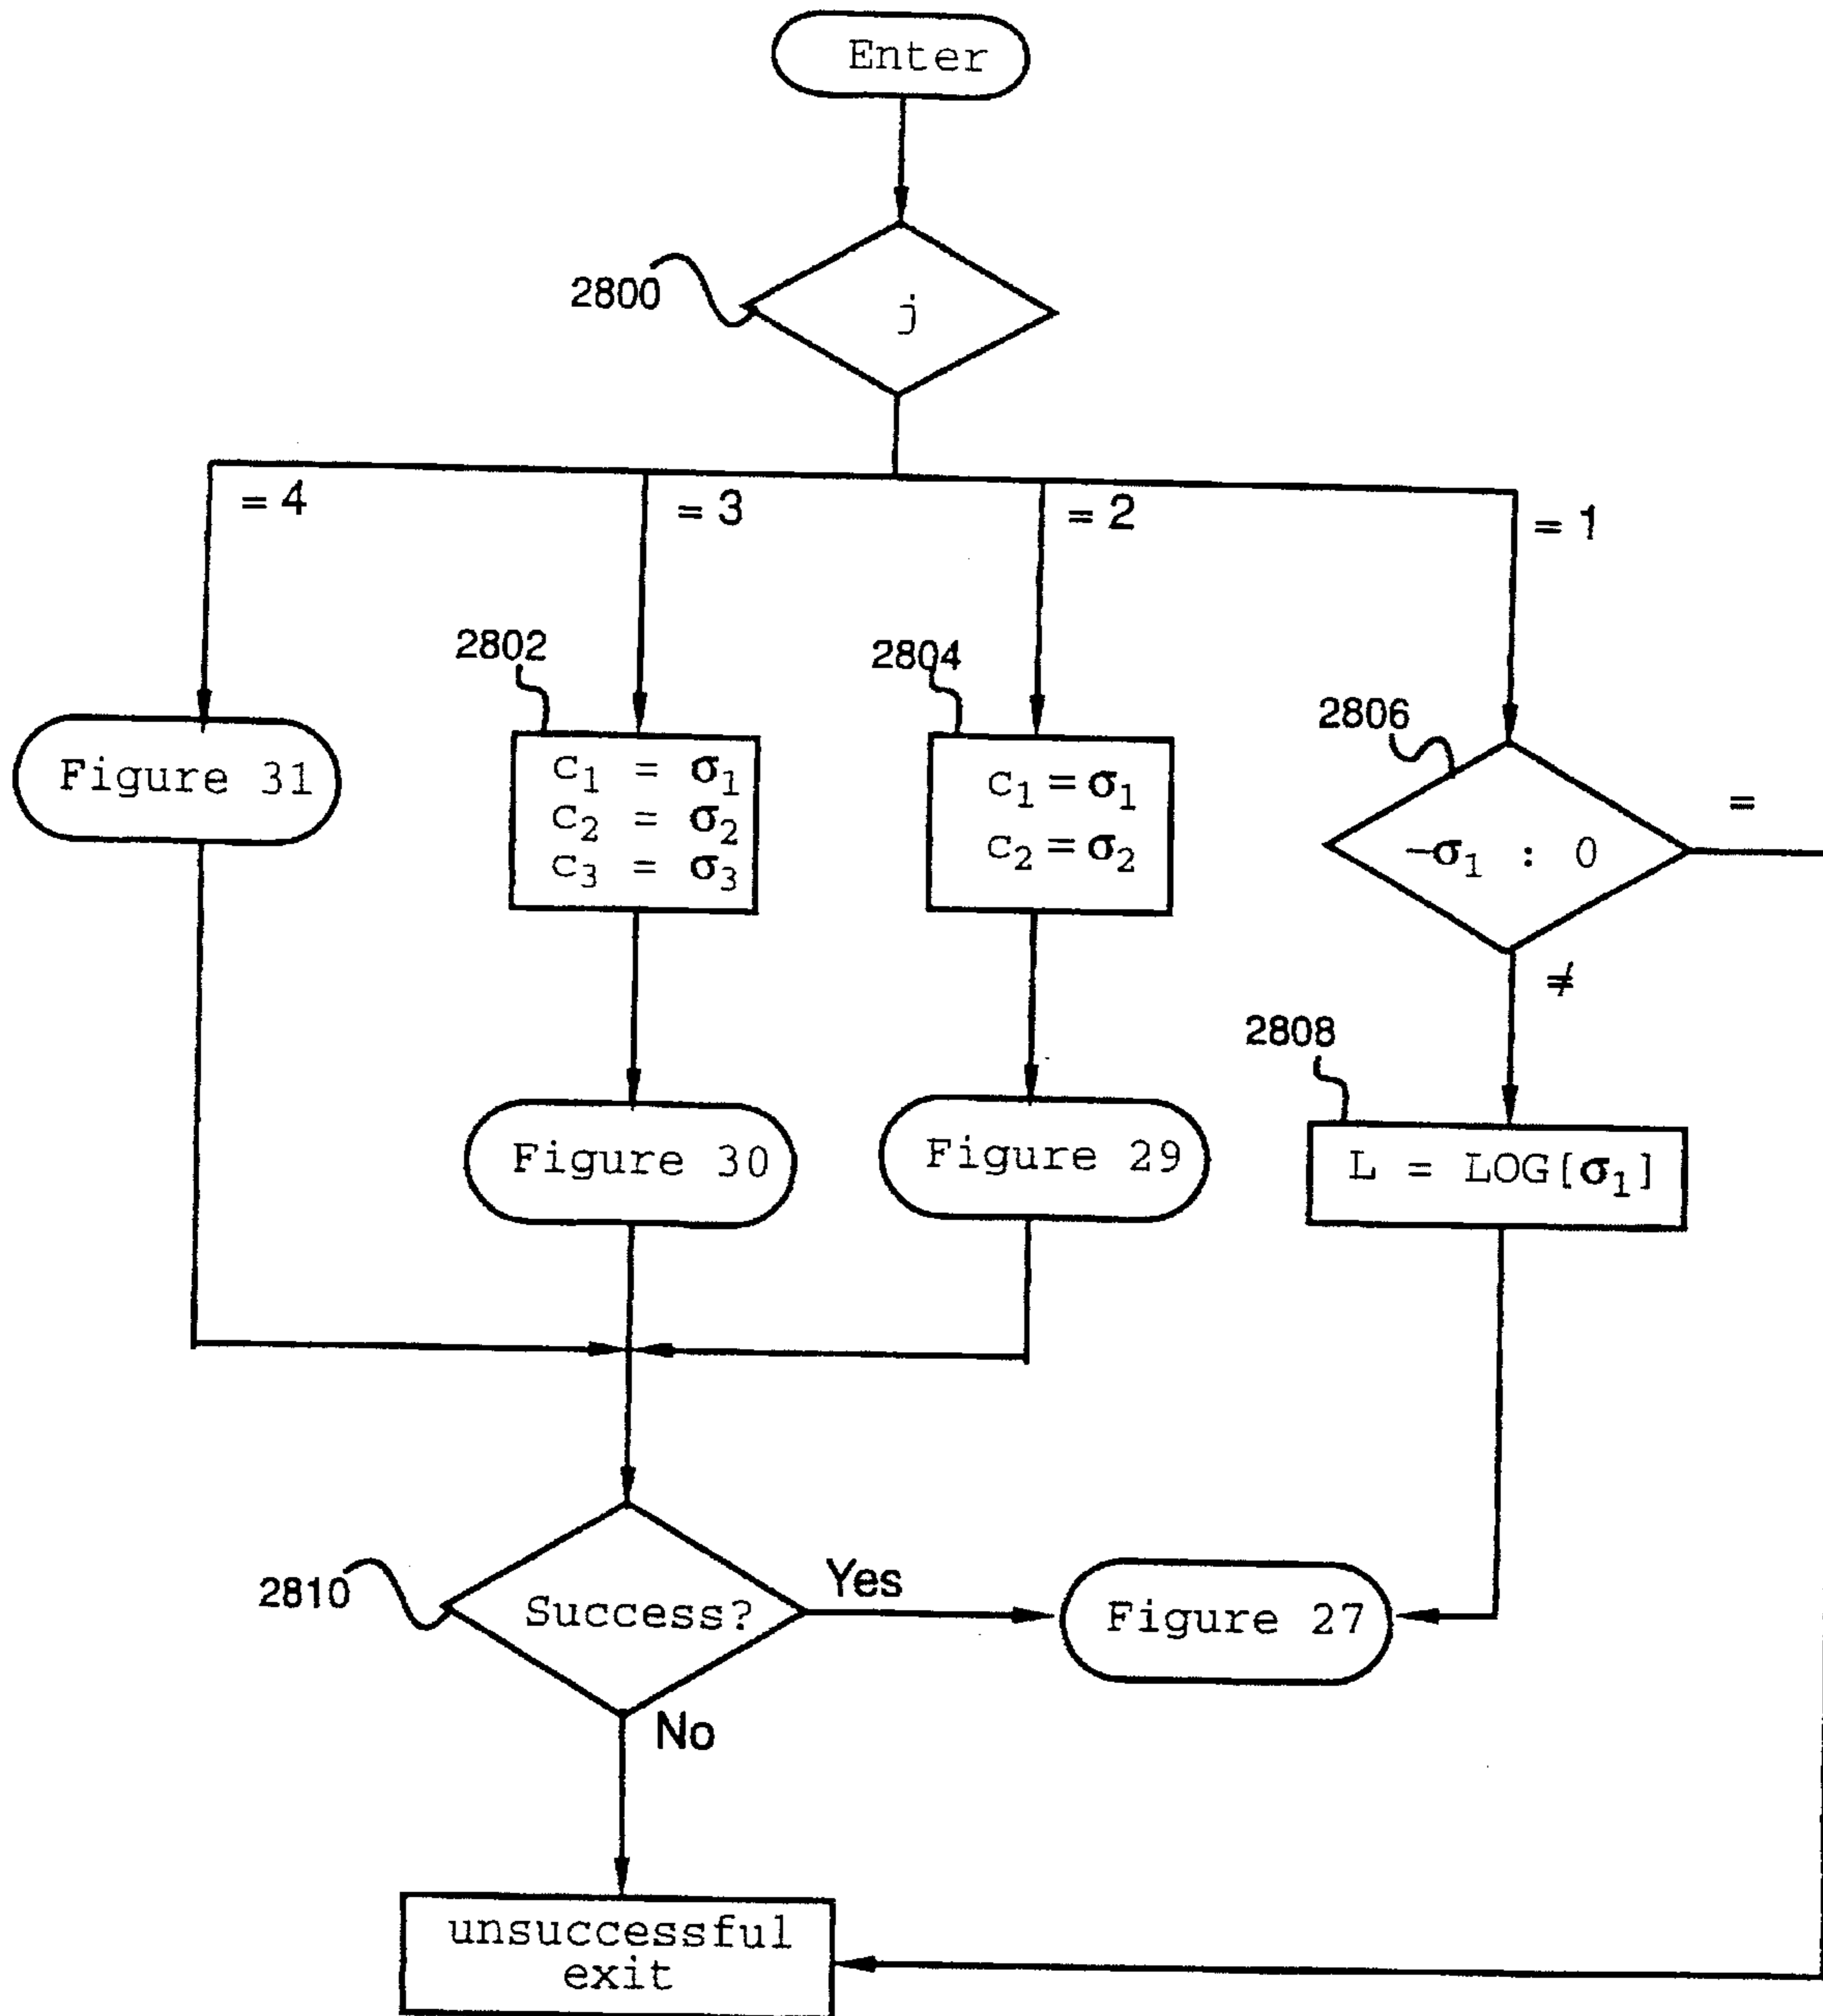 Enter
2800
j
= 4
= 3
= 2
= 1
2802
2804
2806
Figure 31
c₁ = σ₁
c₂ = σ₂
c₃ = σ₃
c₁ = σ₁
c₂ = σ₂
-σ₁ : 0
=
≠
2808
Figure 30
Figure 29
L = LOG[σ₁]
2810
Success?
Yes
Figure 27
No
unsuccessful
exit